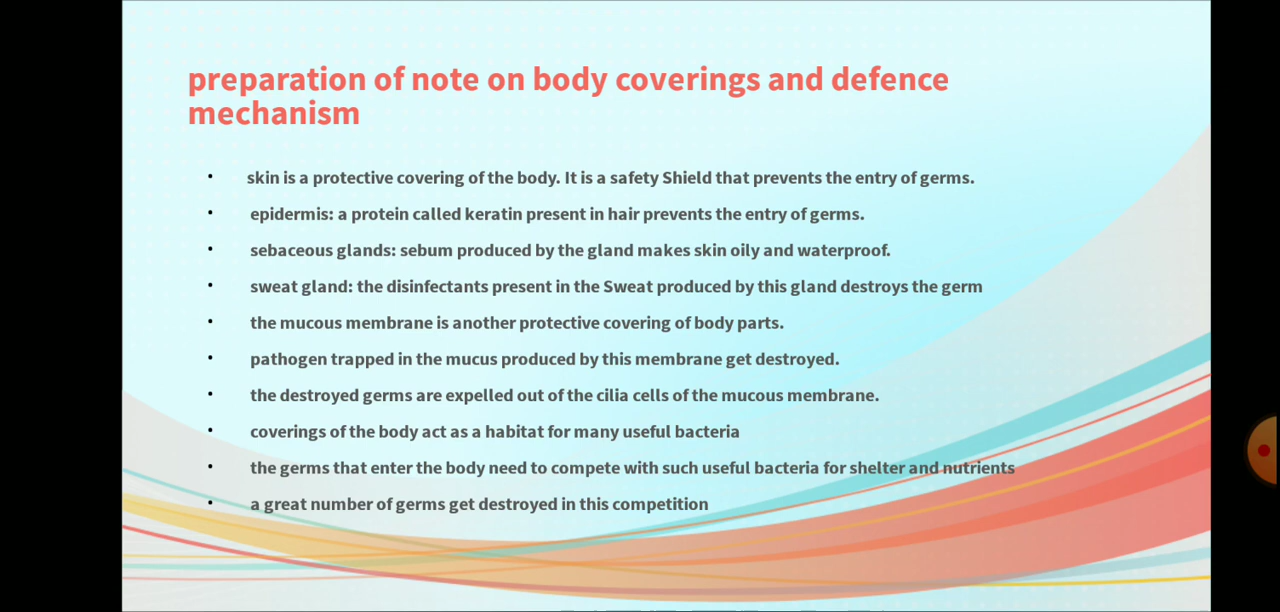 preparation of note on body coverings and defence
mechanism
• skin is a protective covering of the body. It is a safety Shield that prevents the entry of germs.
• epidermis: a protein called keratin present in hair prevents the entry of germs.
• sebaceous glands: sebum produced by the gland makes skin oily and waterproof.
• sweat gland: the disinfectants present in the Sweat produced by this gland destroys the germ
• the mucous membrane is another protective covering of body parts.
• pathogen trapped in the mucus produced by this membrane get destroyed.
• the destroyed germs are expelled out of the cilia cells of the mucous membrane.
• coverings of the body act as a habitat for many useful bacteria
• the germs that enter the body need to compete with such useful bacteria for shelter and nutrients
• a great number of germs get destroyed in this competition